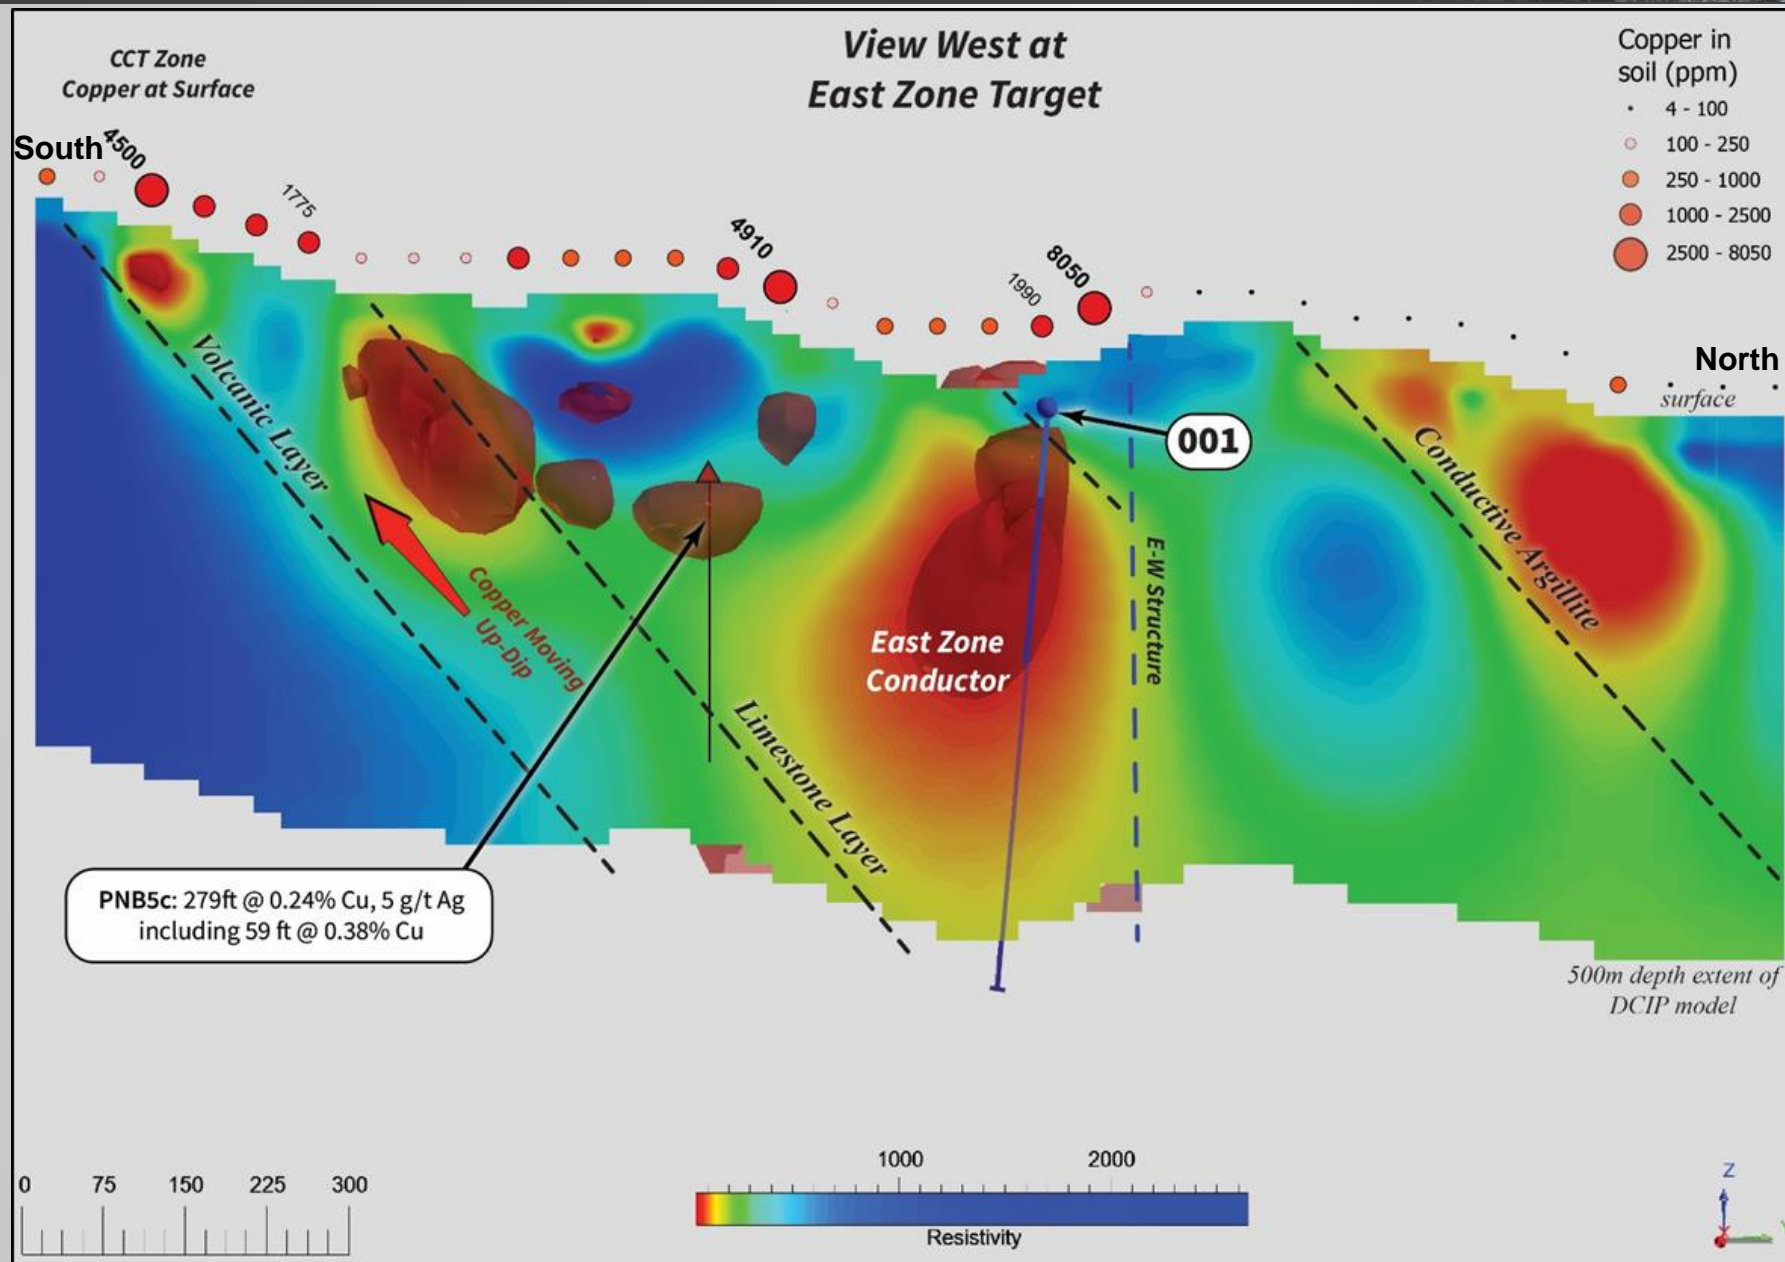 View West at
East Zone Target
CCT Zone
Copper at Surface
Copper in
soil (ppm)
4 - 100
100 - 250
250 - 1000
1000 - 2500
2500 - 8050
South
4500
1775
4910
1990
8050
North
surface
001
Volcanic Layer
Copper Moving
Up-Dip
Limestone Layer
East Zone
Conductor
E-W Structure
Conductive Argillite
PNB5c: 279ft @ 0.24% Cu, 5 g/t Ag
including 59 ft @ 0.38% Cu
500m depth extent of
DCIP model
0 75 150 225 300
1000 2000
Resistivity
Z
X